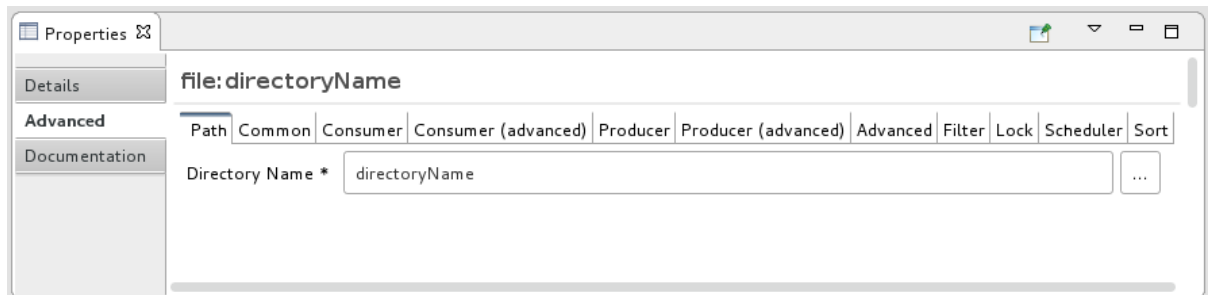 Properties
Details
file:directoryName
Advanced
Path Common Consumer Consumer (advanced) Producer Producer (advanced) Advanced Filter Lock Scheduler Sort
Documentation
Directory Name * directoryName ...